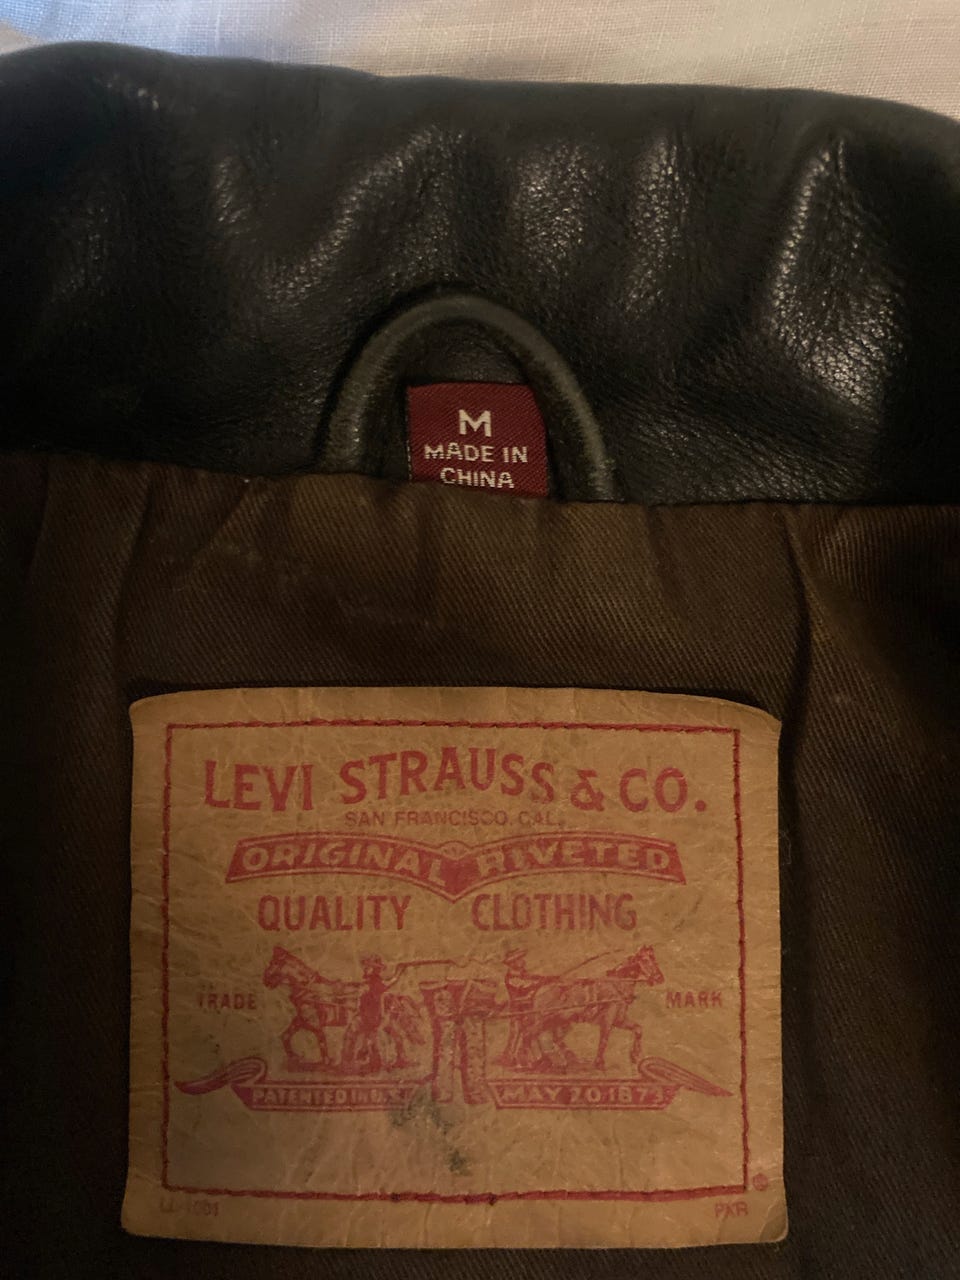 M
MADE IN
CHINA
LEVI STRAUSS & CO.
SAN FRANCISCO, CAL.
ORIGINAL RIVETED
QUALITY CLOTHING
TRADE MARK
PATENTED IN U.S. MAY 20 1873
PKR